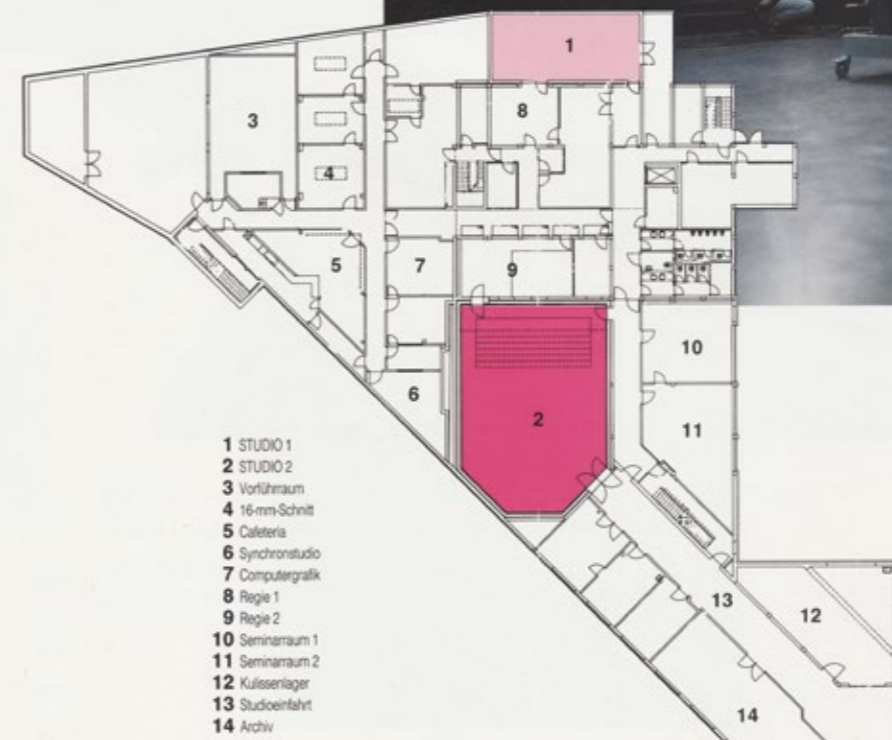 1
8
3
4
5
7
9
10
6
2
11
13
12
14
1 STUDIO 1
2 STUDIO 2
3 Vorführraum
4 16-mm-Schnitt
5 Cafeteria
6 Synchronstudio
7 Computergrafik
8 Regie 1
9 Regie 2
10 Seminarraum 1
11 Seminarraum 2
12 Kulissenlager
13 Studioeinfahrt
14 Archiv